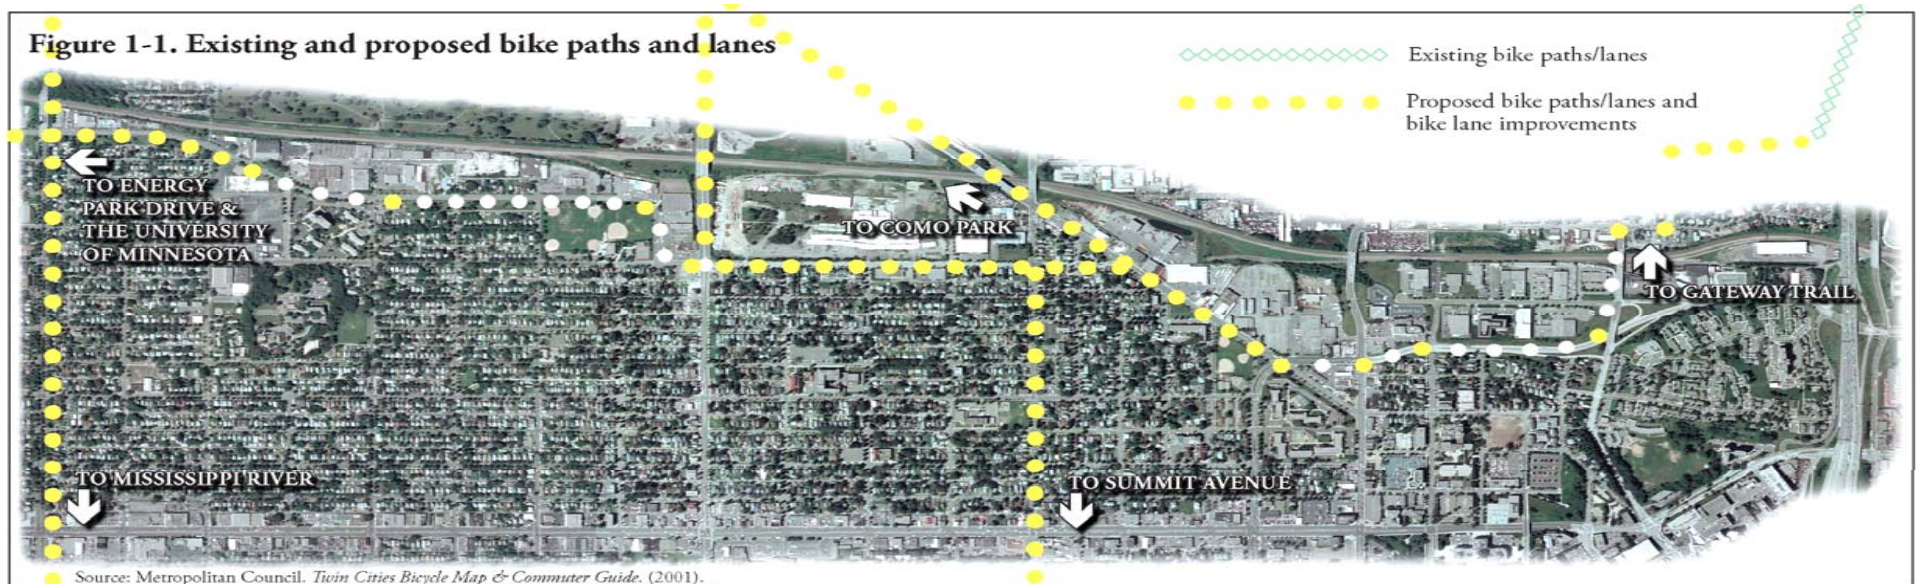 Figure 1-1. Existing and proposed bike paths and lanes
Existing bike paths/lanes
Proposed bike paths/lanes and
bike lane improvements
TO ENERGY
PARK DRIVE &
THE UNIVERSITY
OF MINNESOTA
TO COMO PARK
TO GATEWAY TRAIL
TO MISSISSIPPI RIVER
TO SUMMIT AVENUE
Source: Metropolitan Council. Twin Cities Bicycle Map & Commuter Guide. (2001).